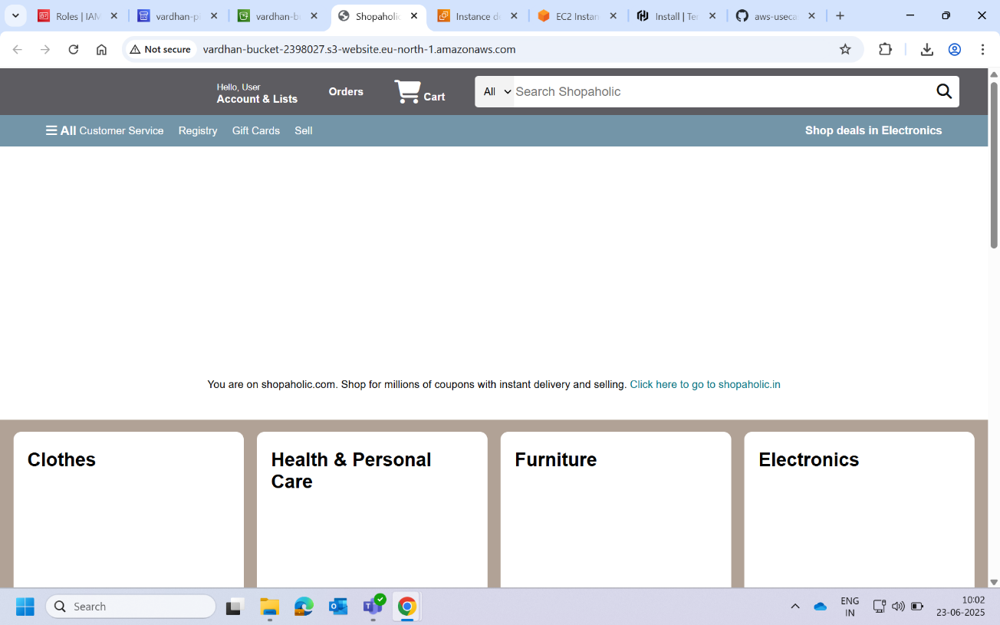 Roles | IAM
vardhan-pi
vardhan-bu
Shopaholic
Instance de
EC2 Instan
Install | Ter
aws-useca
Not secure
vardhan-bucket-2398027.s3-website.eu-north-1.amazonaws.com
Hello, User
Account & Lists
Orders
Cart
All
Search Shopaholic
All Customer Service Registry Gift Cards Sell
Shop deals in Electronics
You are on shopaholic.com. Shop for millions of coupons with instant delivery and selling. Click here to go to shopaholic.in
Clothes
Health & Personal
Care
Furniture
Electronics
Search
ENG
IN
10:02
23-06-2025